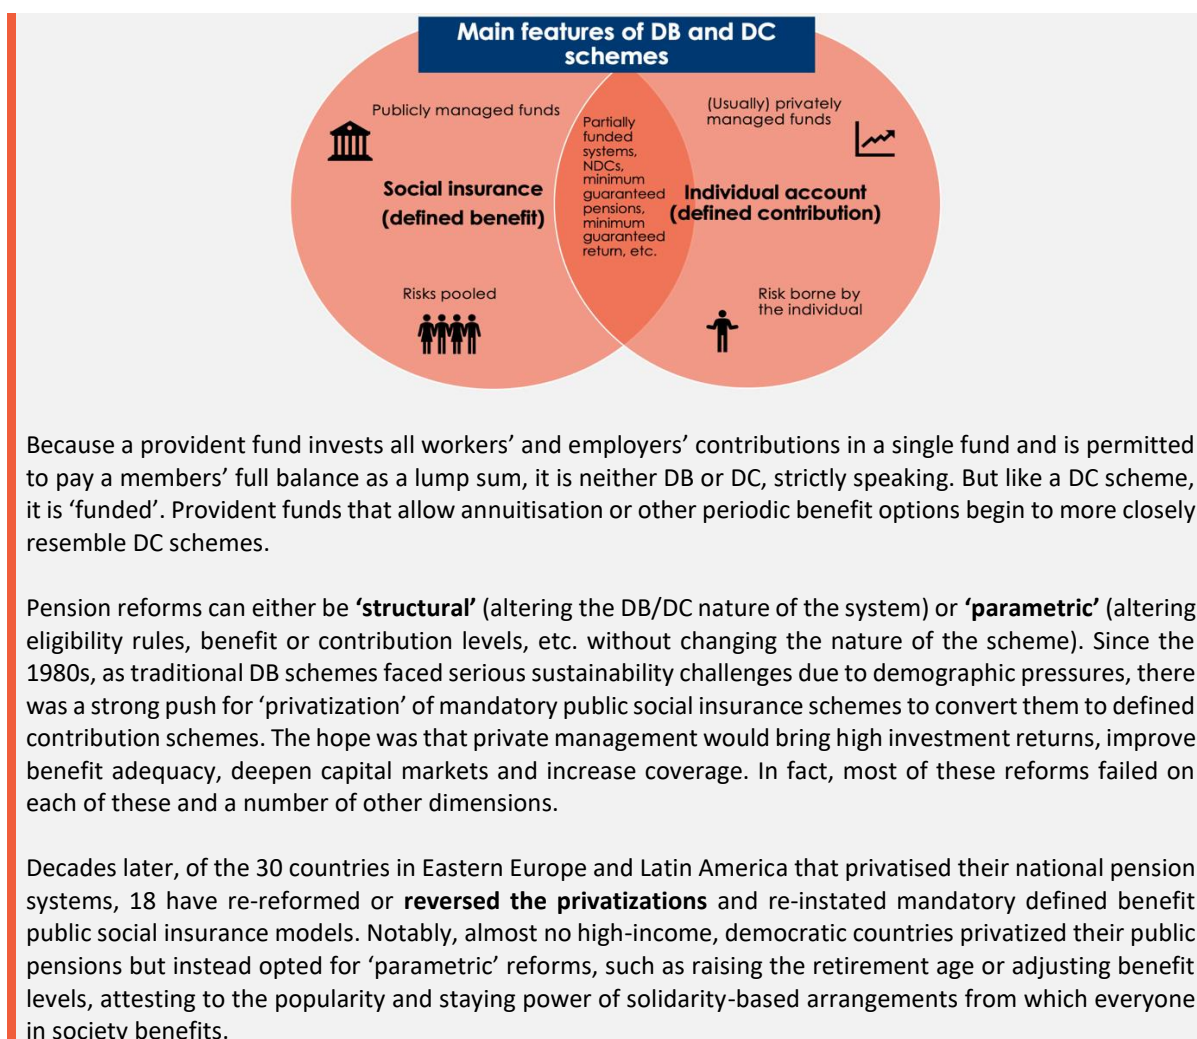 Main features of DB and DC
schemes
Publicly managed funds
(Usually) privately
managed funds
Partially
funded
systems,
NDCs,
minimum
guaranteed
pensions,
minimum
guaranteed
return, etc.
Social insurance
(defined benefit)
Individual account
(defined contribution)
Risks pooled
Risk borne by
the individual
Because a provident fund invests all workers’ and employers’ contributions in a single fund and is permitted
to pay a members’ full balance as a lump sum, it is neither DB or DC, strictly speaking. But like a DC scheme,
it is ‘funded’. Provident funds that allow annuitisation or other periodic benefit options begin to more closely
resemble DC schemes.
Pension reforms can either be ‘structural’ (altering the DB/DC nature of the system) or ‘parametric’ (altering
eligibility rules, benefit or contribution levels, etc. without changing the nature of the scheme). Since the
1980s, as traditional DB schemes faced serious sustainability challenges due to demographic pressures, there
was a strong push for ‘privatization’ of mandatory public social insurance schemes to convert them to defined
contribution schemes. The hope was that private management would bring high investment returns, improve
benefit adequacy, deepen capital markets and increase coverage. In fact, most of these reforms failed on
each of these and a number of other dimensions.
Decades later, of the 30 countries in Eastern Europe and Latin America that privatised their national pension
systems, 18 have re-reformed or reversed the privatizations and re-instated mandatory defined benefit
public social insurance models. Notably, almost no high-income, democratic countries privatized their public
pensions but instead opted for ‘parametric’ reforms, such as raising the retirement age or adjusting benefit
levels, attesting to the popularity and staying power of solidarity-based arrangements from which everyone
in society benefits.